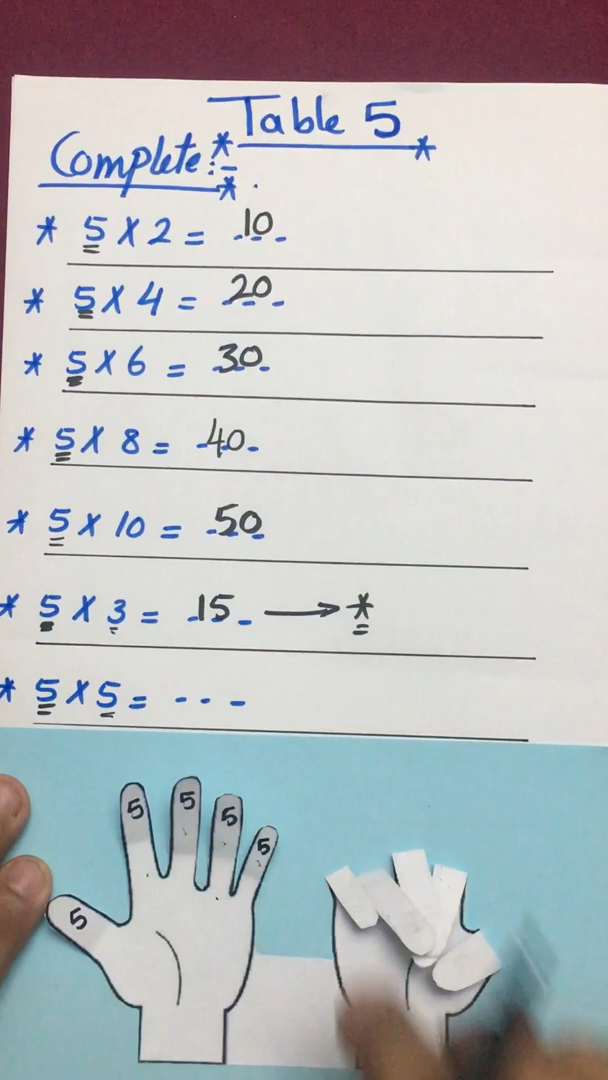 Table 5
Complete:-
* 5 X 2 = 10
* 5 X 4 = 20
* 5 X 6 = 30
* 5 X 8 = 40
* 5 X 10 = 50
* 5 X 3 = 15 → *
* 5 X 5 = ---
5 5 5 5 5